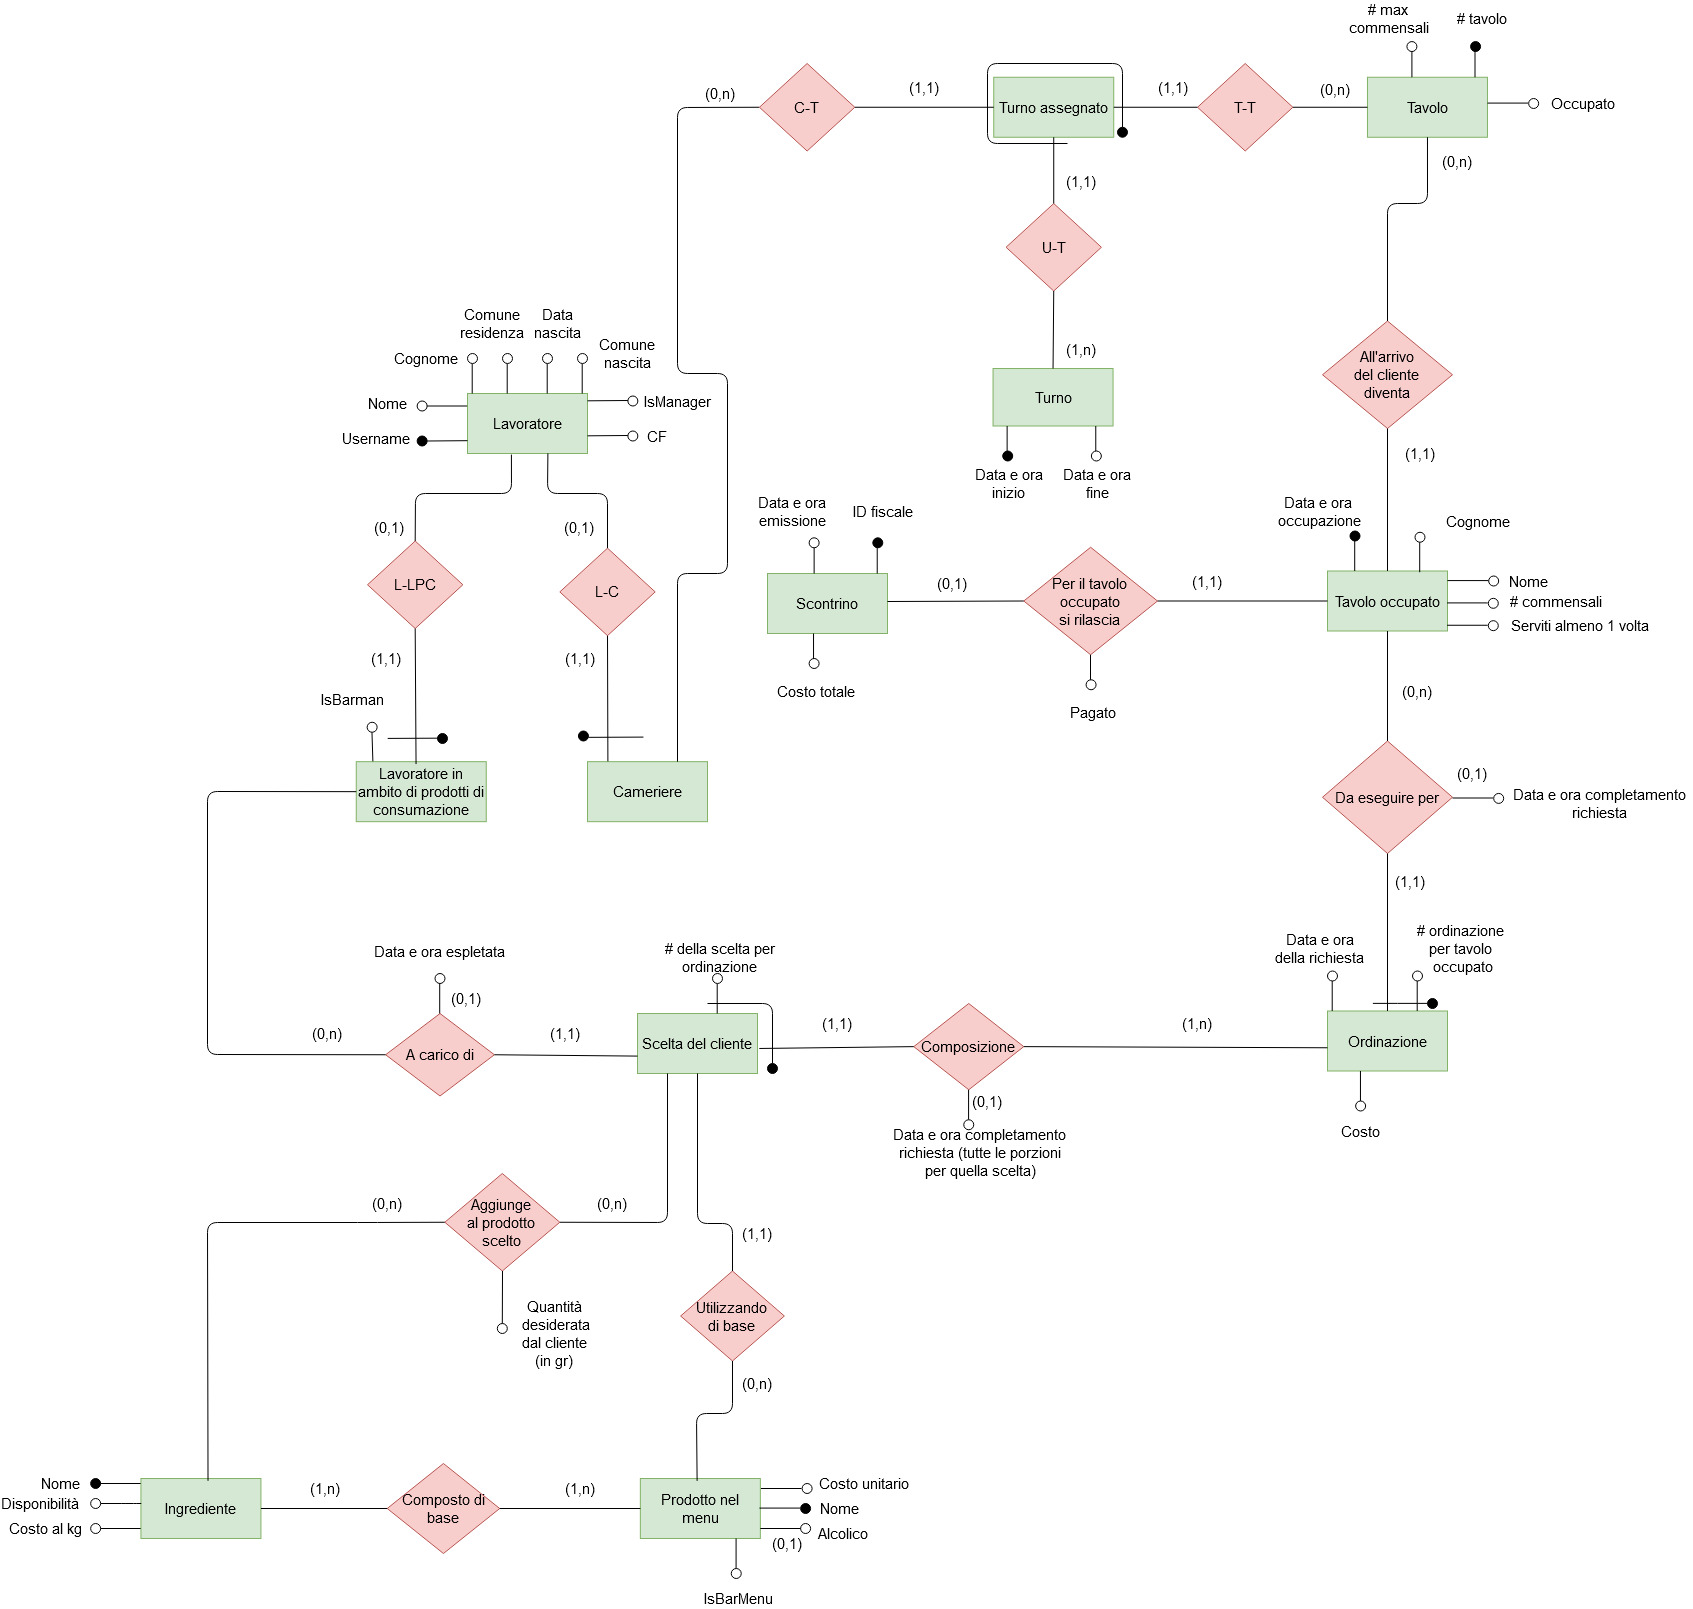 # max
commensali
# tavolo
(0,n)
C-T
(1,1)
Turno assegnato
(1,1)
T-T
(0,n)
Tavolo
Occupato
(0,n)
(1,1)
U-T
(1,n)
Turno
Data e ora
inizio
Data e ora
fine
All'arrivo
del cliente
diventa
(1,1)
Comune
residenza
Data
nascita
Comune
nascita
Cognome
Nome
Username
Lavoratore
IsManager
CF
(0,1)
(0,1)
L-LPC
L-C
(1,1)
(1,1)
IsBarman
Lavoratore in
ambito di prodotti di
consumazione
Cameriere
Data e ora
emissione
ID fiscale
Scontrino
Costo totale
(0,1)
Per il tavolo
occupato
si rilascia
Pagato
(1,1)
Data e ora
occupazione
Cognome
Tavolo occupato
Nome
# commensali
Serviti almeno 1 volta
(0,n)
Da eseguire per
(0,1)
Data e ora completamento
richiesta
(1,1)
Data e ora
della richiesta
# ordinazione
per tavolo
occupato
Ordinazione
Costo
Data e ora espletata
(0,1)
(0,n)
A carico di
(1,1)
# della scelta per
ordinazione
Scelta del cliente
(1,1)
Composizione
(1,n)
(0,1)
Data e ora completamento
richiesta (tutte le porzioni
per quella scelta)
(0,n)
Aggiunge
al prodotto
scelto
(0,n)
Quantità
desiderata
dal cliente
(in gr)
(1,1)
Utilizzando
di base
(0,n)
Nome
Disponibilità
Costo al kg
Ingrediente
(1,n)
Composto di
base
(1,n)
Prodotto nel
menu
Costo unitario
Nome
Alcolico
(0,1)
IsBarMenu